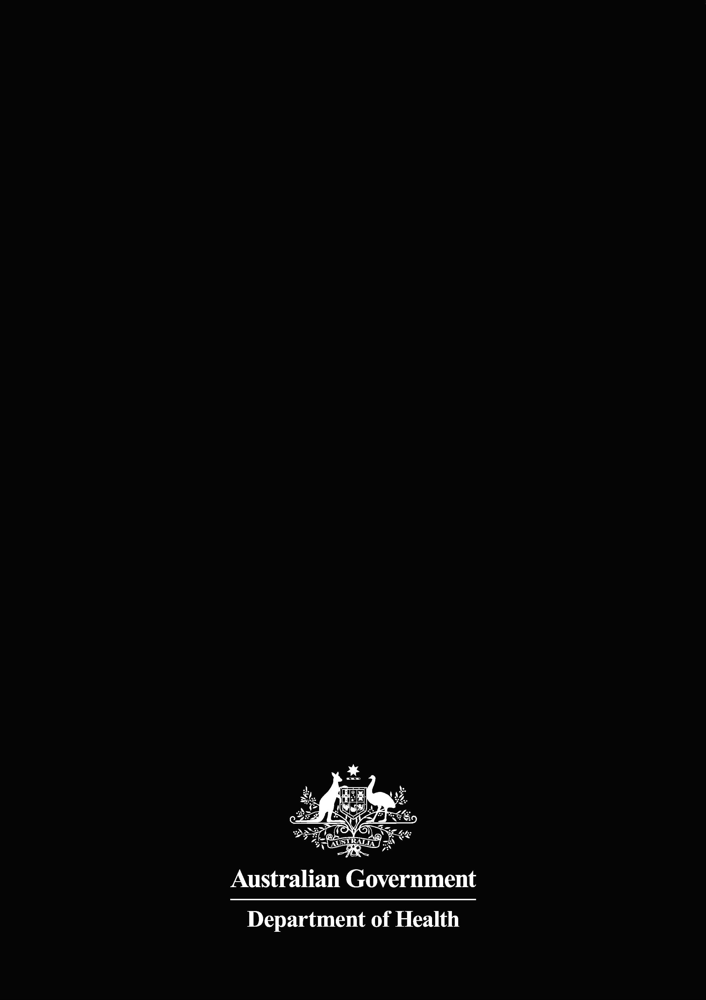 AUSTRALIA
Australian Government
Department of Health